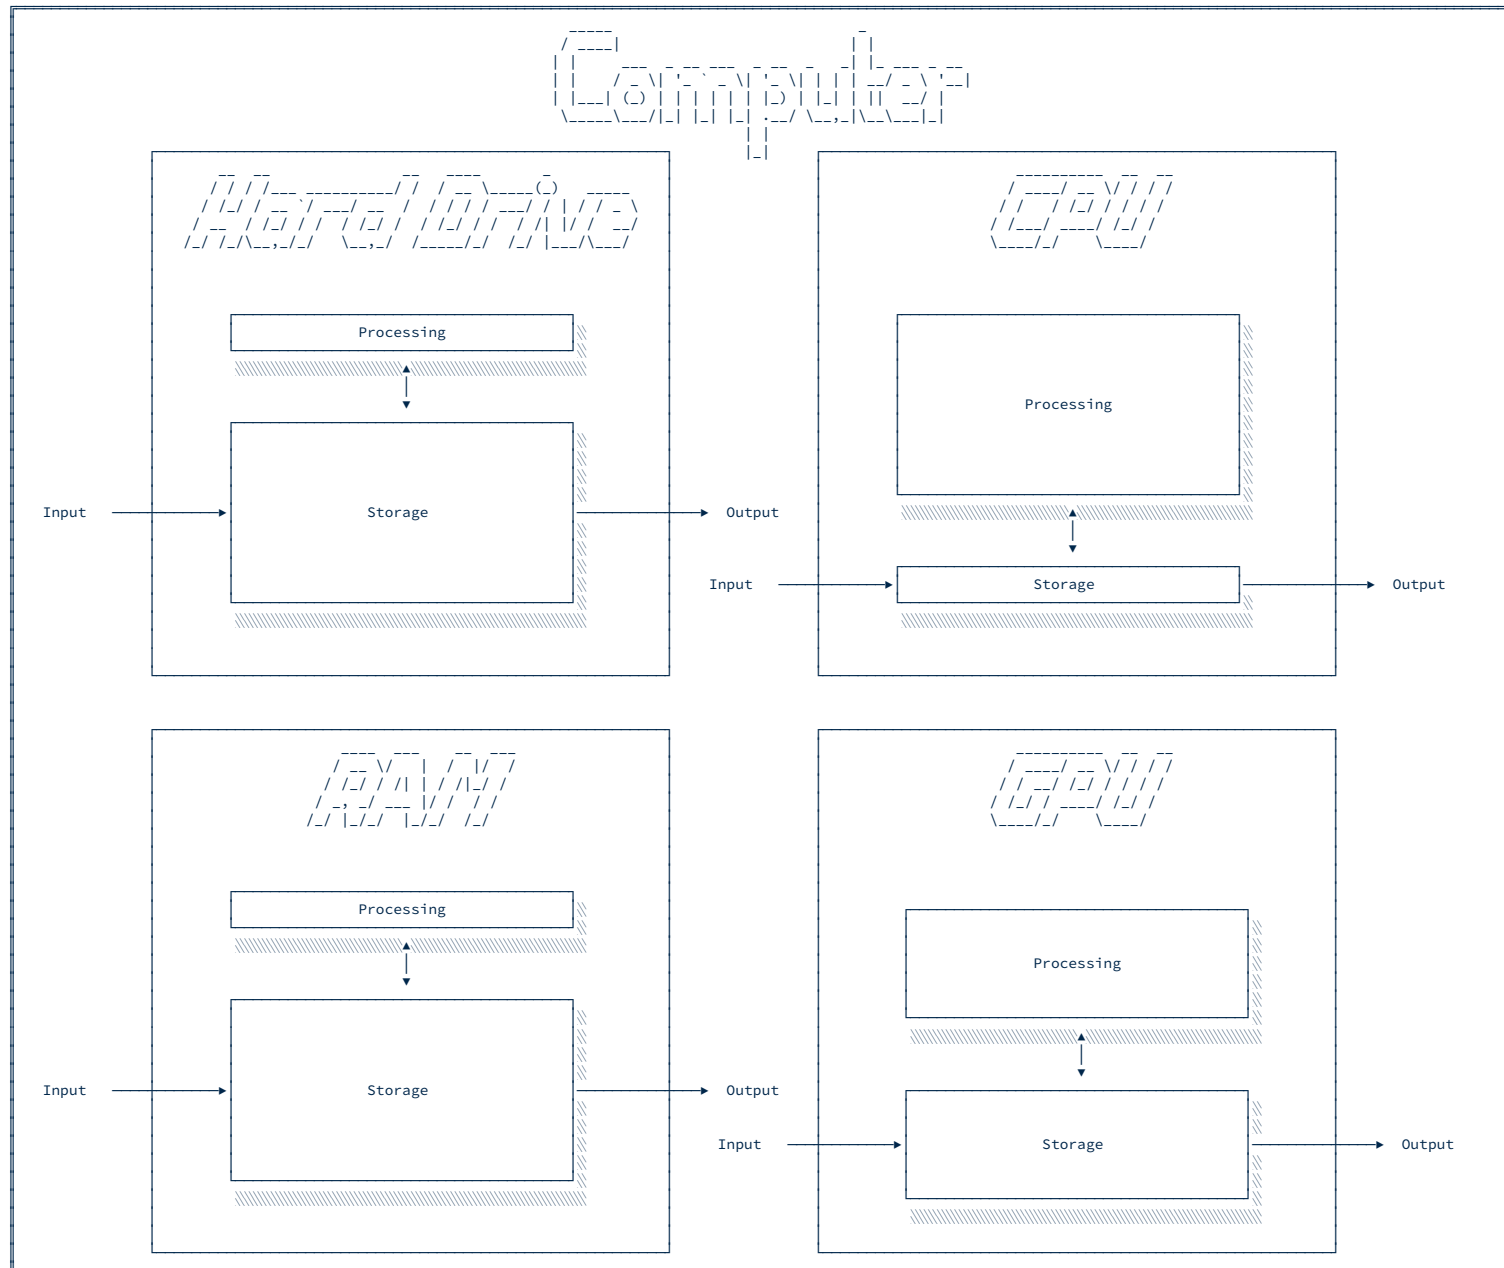 Computer
Hard Drive
Processing
Input
Storage
Output
CPU
Processing
Input
Storage
Output
RAM
Processing
Input
Storage
Output
GPU
Processing
Input
Storage
Output